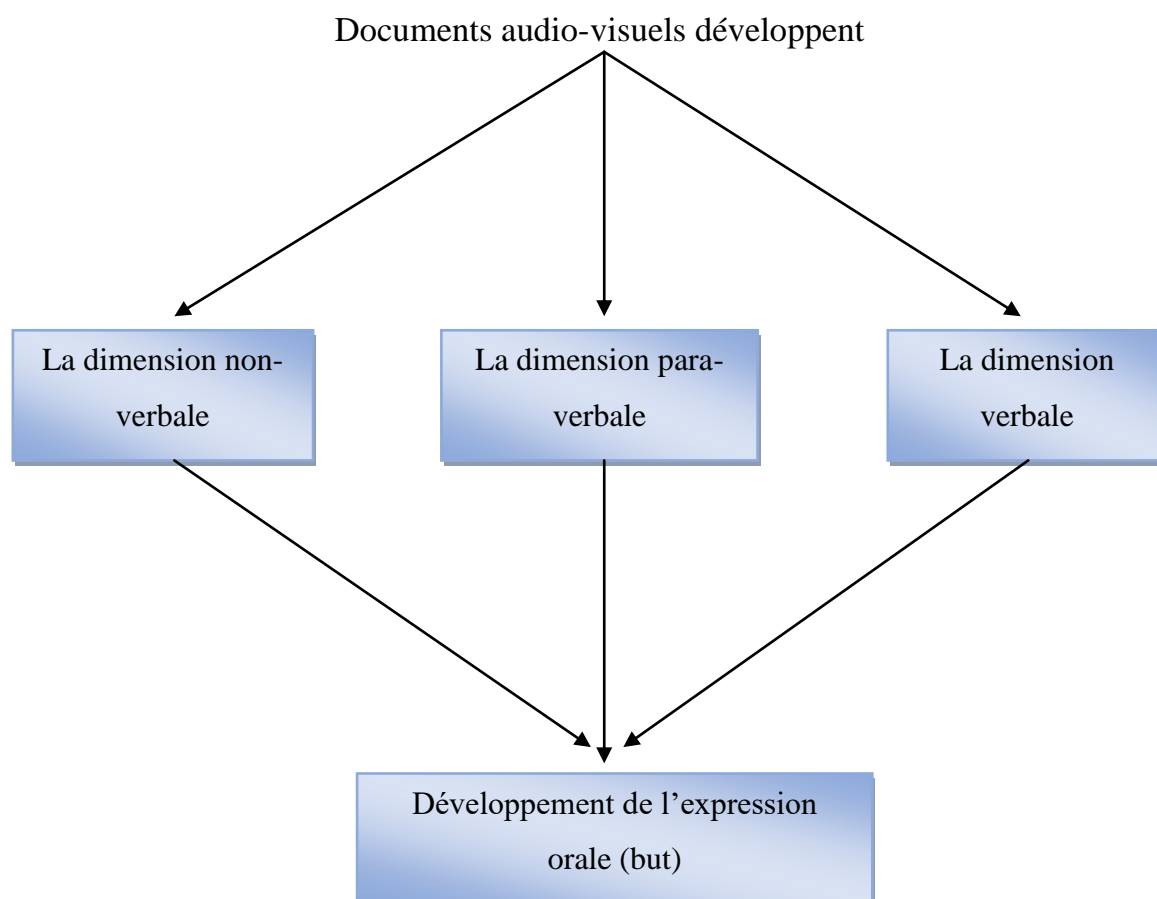 Documents audio-visuels développent
La dimension non-
verbale
La dimension para-
verbale
La dimension
verbale
Développement de l’expression
orale (but)